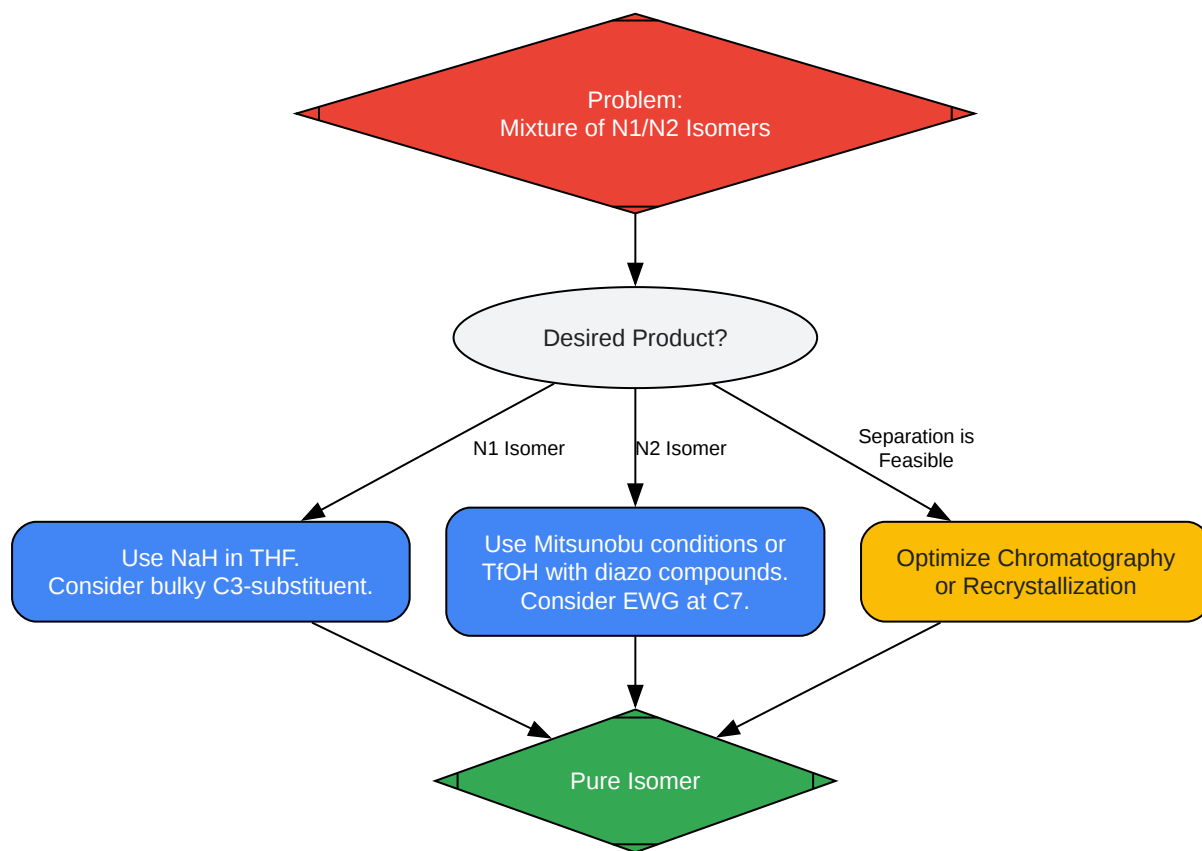 Problem:
Mixture of N1/N2 Isomers
Desired Product?
N1 Isomer
N2 Isomer
Separation is
Feasible
Use NaH in THF.
Consider bulky C3-substituent.
Use Mitsunobu conditions or
TfOH with diazo compounds.
Consider EWG at C7.
Optimize Chromatography
or Recrystallization
Pure Isomer